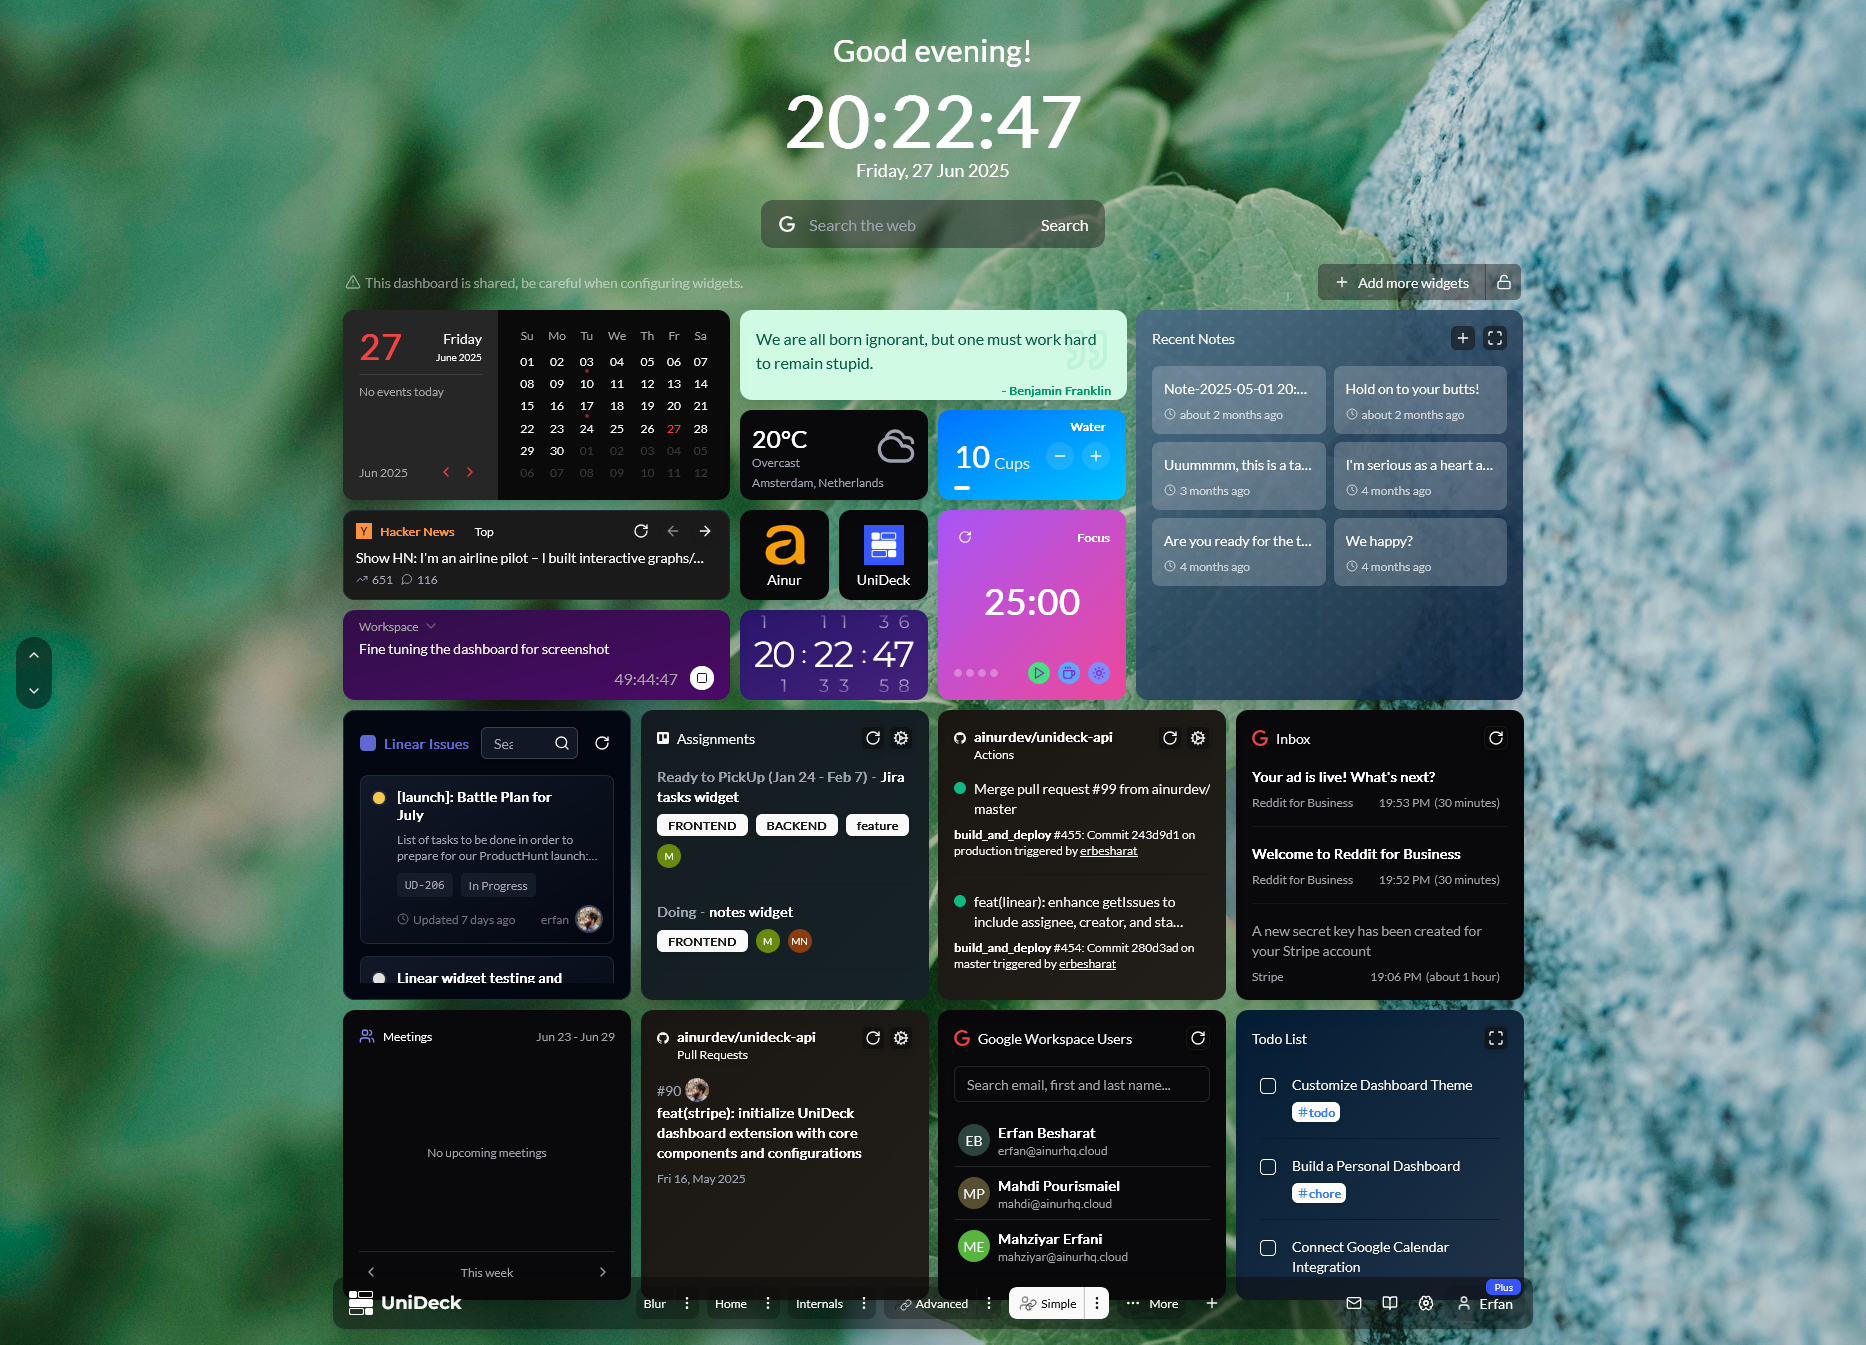 Good evening!
20:22:47
Friday, 27 Jun 2025
Search the web
Search
This dashboard is shared, be careful when configuring widgets.
Add more widgets
27
Friday
June 2025
No events today
Jun 2025
Su Mo Tu We Th Fr Sa
01 02 03 04 05 06 07
08 09 10 11 12 13 14
15 16 17 18 19 20 21
22 23 24 25 26 27 28
29 30 01 02 03 04 05
06 07 08 09 10 11 12
We are all born ignorant, but one must work hard
to remain stupid.
- Benjamin Franklin
20°C
Overcast
Amsterdam, Netherlands
Water
10 Cups
Recent Notes
Note-2025-05-01 20:...
about 2 months ago
Hold on to your butts!
about 2 months ago
Uuummmm, this is a ta...
3 months ago
I'm serious as a heart a...
4 months ago
Are you ready for the t...
4 months ago
We happy?
4 months ago
Y Hacker News Top
Show HN: I'm an airline pilot – I built interactive graphs/...
651 116
Ainur
UniDeck
Focus
25:00
Workspace
Fine tuning the dashboard for screenshot
49:44:47
1 1 1 3 6
20 : 22 : 47
1 3 3 5 8
Linear Issues
Sea
[launch]: Battle Plan for
July
List of tasks to be done in order to
prepare for our ProductHunt launch:...
UD-206 In Progress
Updated 7 days ago erfan
Linear widget testing and
Assignments
Ready to PickUp (Jan 24 - Feb 7) - Jira
tasks widget
FRONTEND BACKEND feature
M
Doing - notes widget
FRONTEND M MN
ainurdev/unideck-api
Actions
Merge pull request #99 from ainurdev/
master
build_and_deploy #455: Commit 243d9d1 on
production triggered by erbesharat
feat(linear): enhance getIssues to
include assignee, creator, and sta...
build_and_deploy #454: Commit 280d3ad on
master triggered by erbesharat
Inbox
Your ad is live! What's next?
Reddit for Business 19:53 PM (30 minutes)
Welcome to Reddit for Business
Reddit for Business 19:52 PM (30 minutes)
A new secret key has been created for
your Stripe account
Stripe 19:06 PM (about 1 hour)
Meetings Jun 23 - Jun 29
No upcoming meetings
This week
ainurdev/unideck-api
Pull Requests
#90
feat(stripe): initialize UniDeck
dashboard extension with core
components and configurations
Fri 16, May 2025
Google Workspace Users
Search email, first and last name...
EB Erfan Besharat
erfan@ainurhq.cloud
MP Mahdi Pourismaiel
mahdi@ainurhq.cloud
ME Mahziyar Erfani
mahziyar@ainurhq.cloud
Todo List
Customize Dashboard Theme
#todo
Build a Personal Dashboard
#chore
Connect Google Calendar
Integration
UniDeck
Blur Home Internals Advanced Simple More
Plus
Erfan